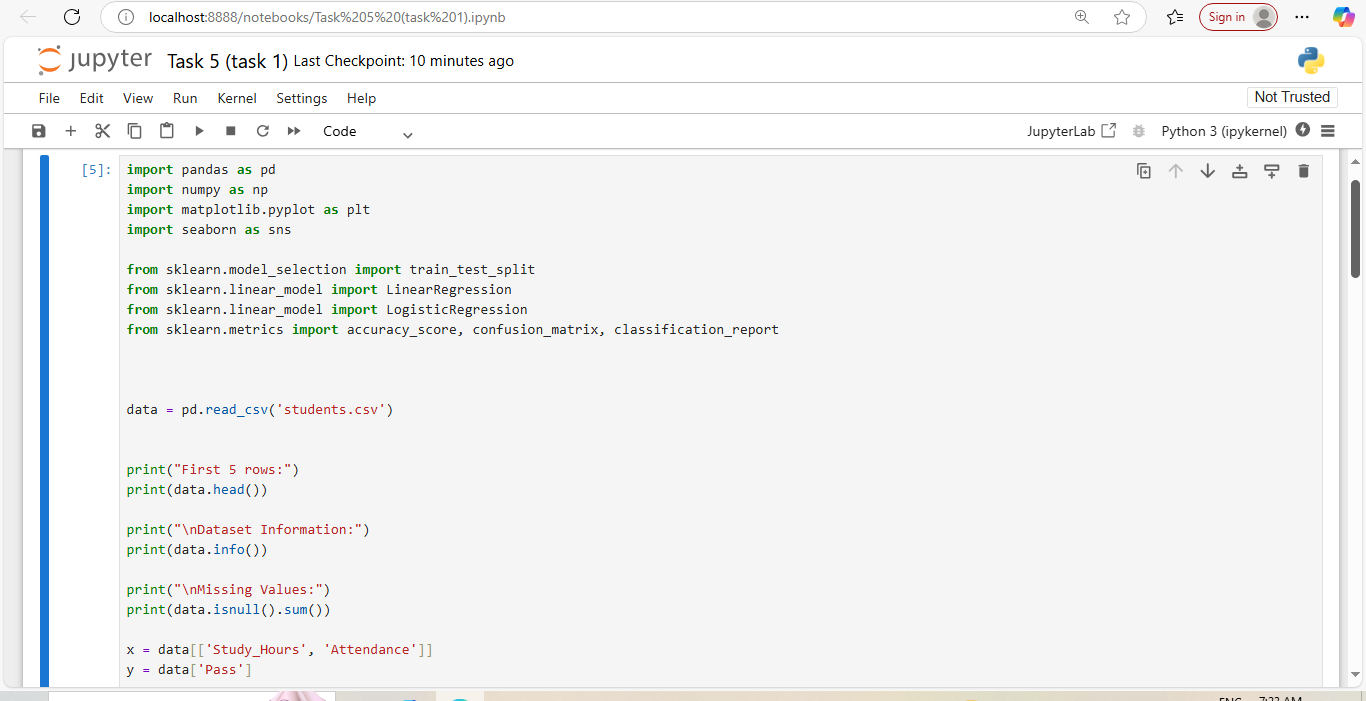 localhost:8888/notebooks/Task%205%20(task%201).ipynb
Sign in
jupyter Task 5 (task 1) Last Checkpoint: 10 minutes ago
File Edit View Run Kernel Settings Help
Not Trusted
Code
JupyterLab
Python 3 (ipykernel)
[5]:
import pandas as pd
import numpy as np
import matplotlib.pyplot as plt
import seaborn as sns
from sklearn.model_selection import train_test_split
from sklearn.linear_model import LinearRegression
from sklearn.linear_model import LogisticRegression
from sklearn.metrics import accuracy_score, confusion_matrix, classification_report
data = pd.read_csv('students.csv')
print("First 5 rows:")
print(data.head())
print("\nDataset Information:")
print(data.info())
print("\nMissing Values:")
print(data.isnull().sum())
x = data[['Study_Hours', 'Attendance']]
y = data['Pass']